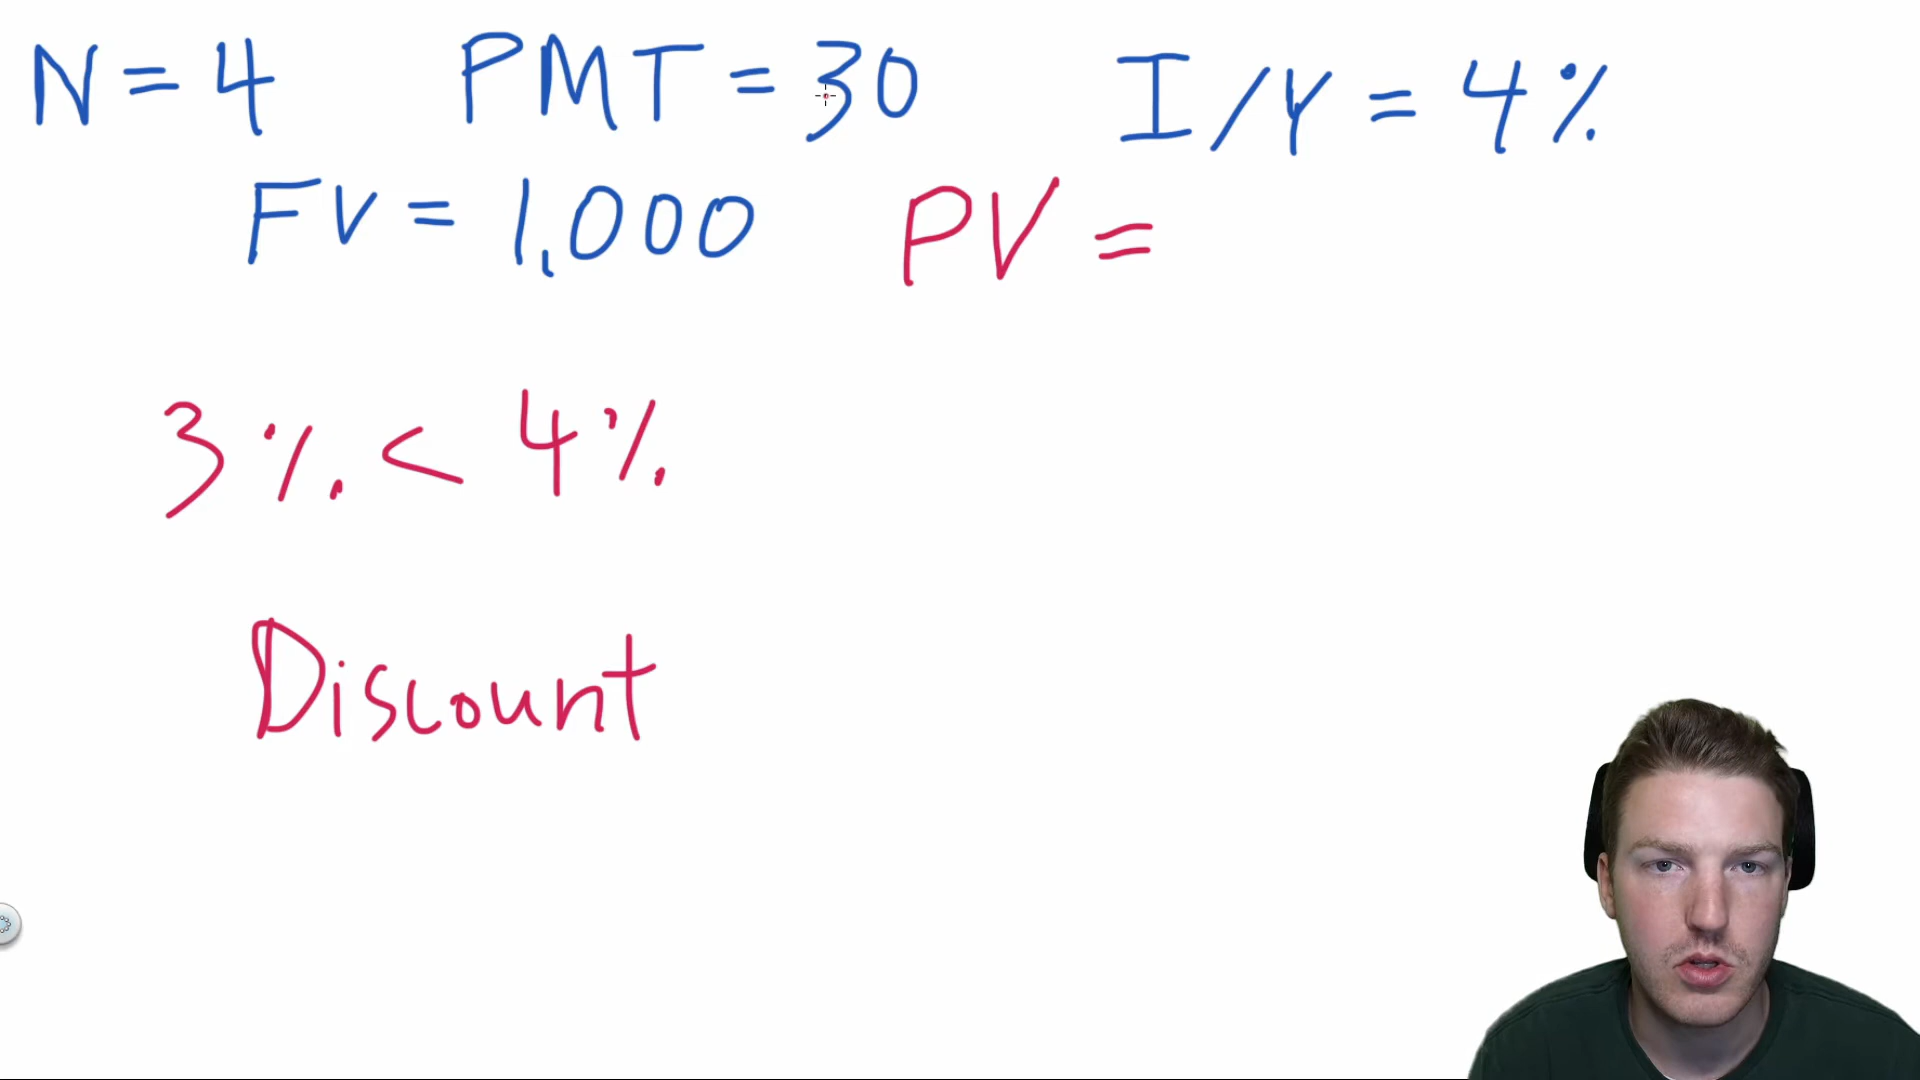 N = 4 PMT = 30 I/Y = 4%
FV = 1,000 PV =
3% < 4%
Discount